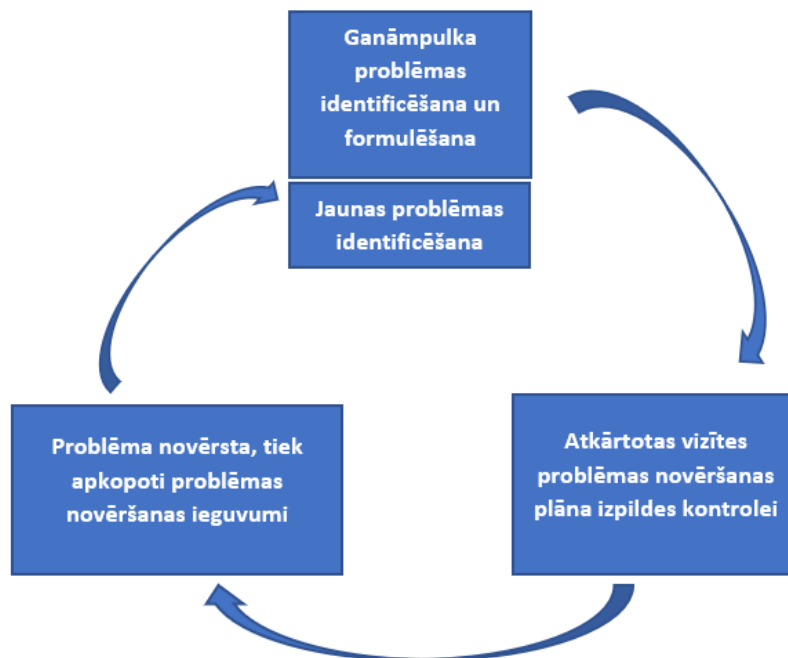 Ganāmpulka
problēmas
identificēšana un
formulēšana
Jaunas problēmas
identificēšana
Problēma novērsta, tiek
apkopoti problēmas
novēršanas ieguvumi
Atkārtotas vizītes
problēmas novēršanas
plāna izpildes kontrolei